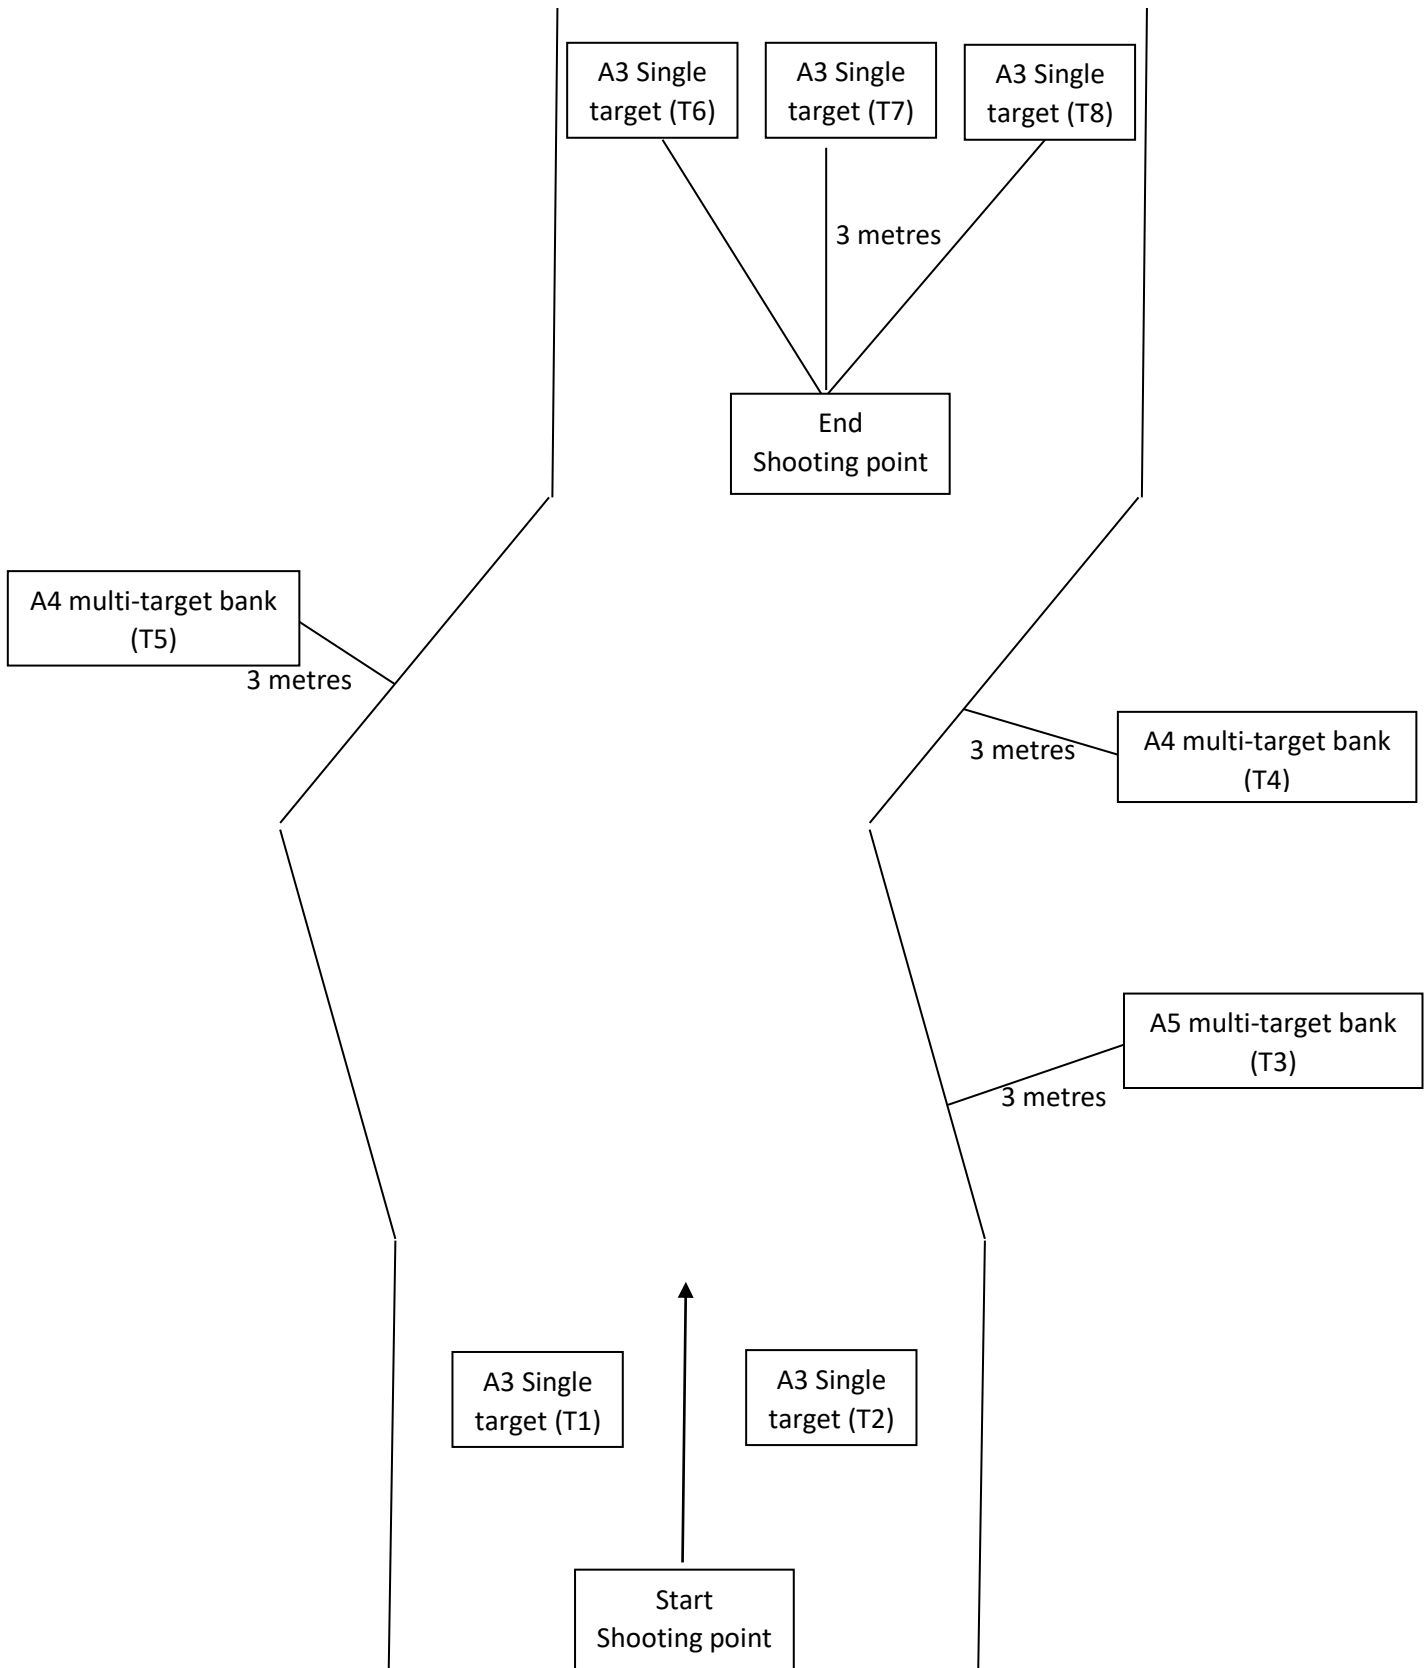 A3 Single
target (T6)
A3 Single
target (T7)
A3 Single
target (T8)
3 metres
End
Shooting point
A4 multi-target bank
(T5)
3 metres
A4 multi-target bank
(T4)
3 metres
A5 multi-target bank
(T3)
3 metres
A3 Single
target (T1)
A3 Single
target (T2)
Start
Shooting point